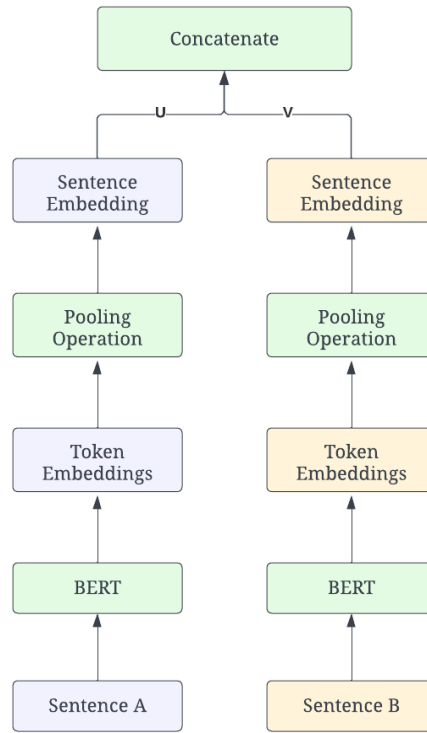 Concatenate
U V
Sentence Sentence
Embedding Embedding
Pooling Pooling
Operation Operation
Token Token
Embeddings Embeddings
BERT BERT
Sentence A Sentence B